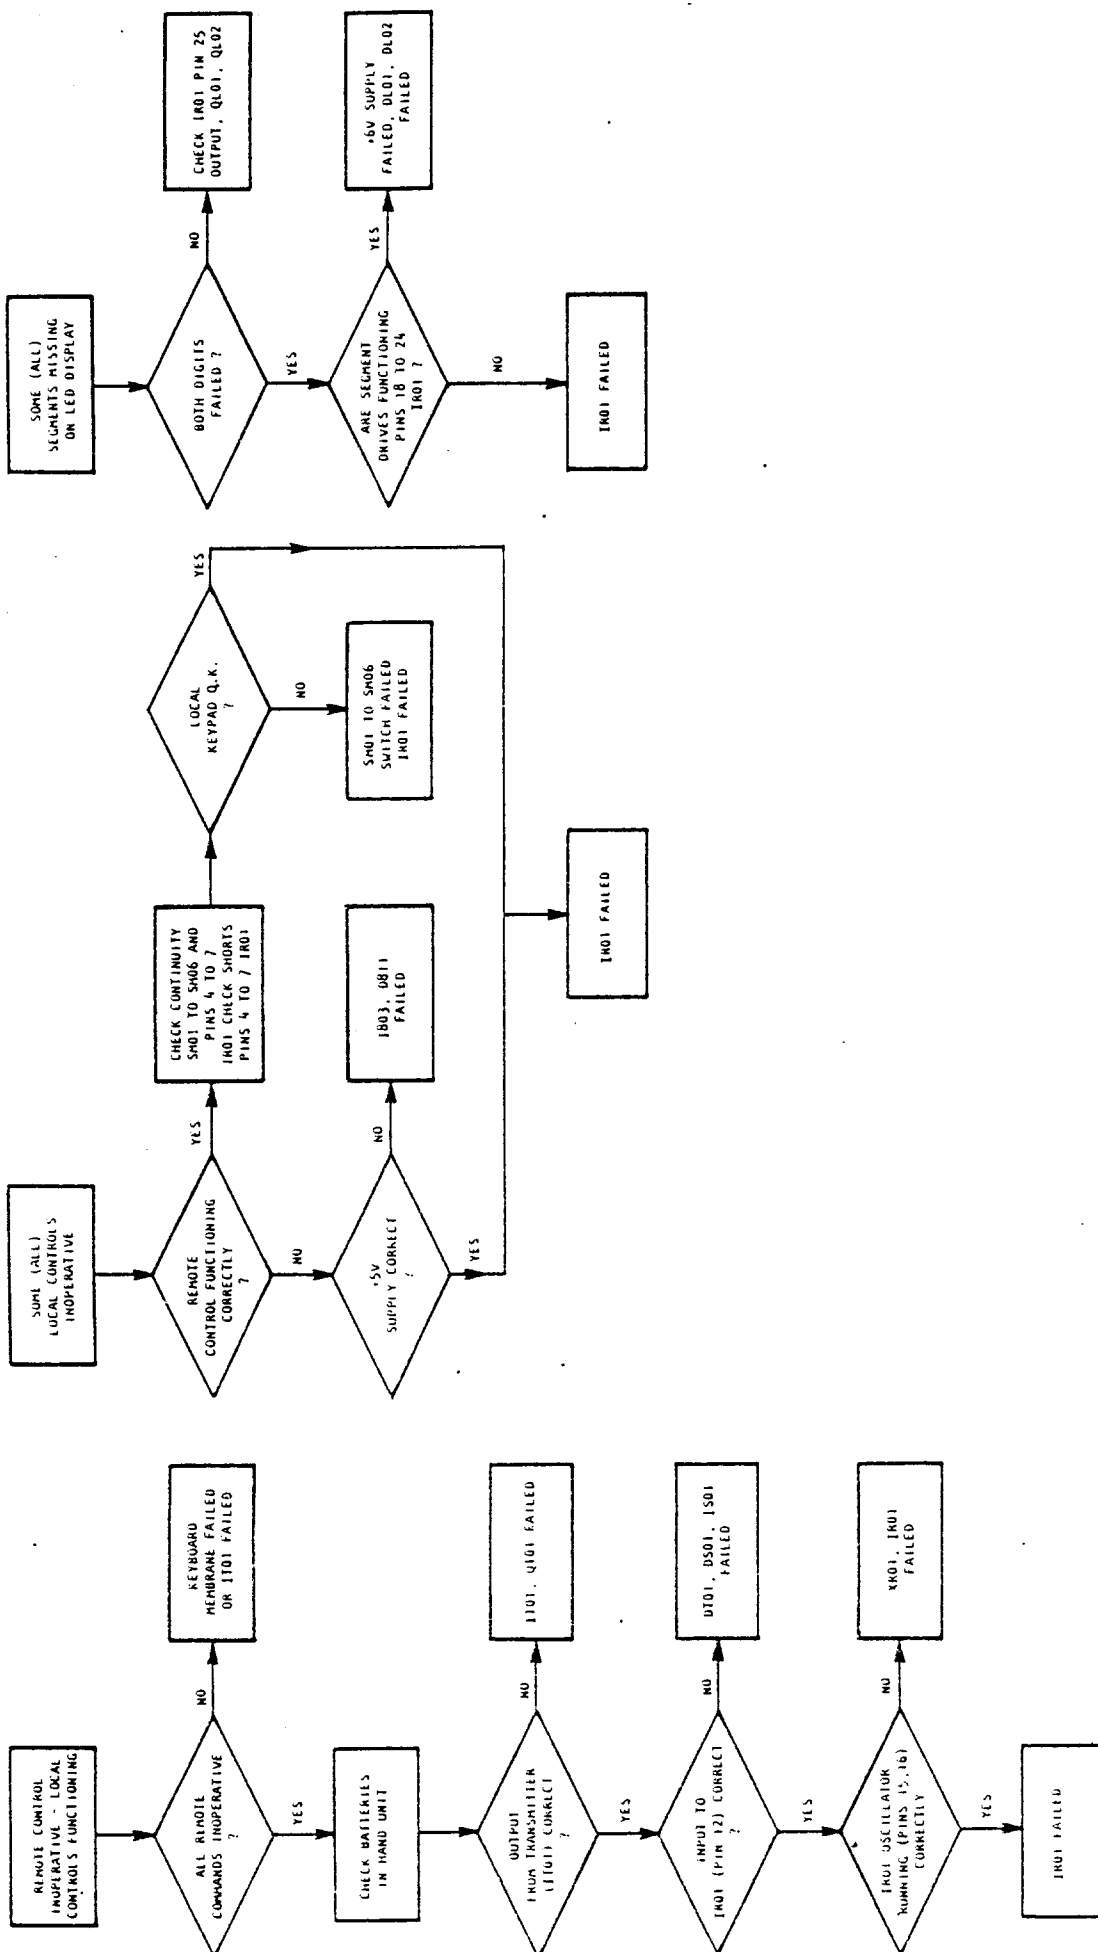 REMOTE CONTROL
INOPERATIVE - LOCAL
CONTROLS FUNCTIONING
ALL REMOTE
COMMANDS INOPERATIVE
?
NO
KEYBOARD
MEMBRANE FAILED
OR IT01 FAILED
YES
CHECK BATTERIES
IN HAND UNIT
OUTPUT
FROM TRANSMITTER
(IT01) CORRECT
?
NO
IT01, QT01 FAILED
YES
INPUT TO
IR01 (PIN 12) CORRECT
?
NO
DT01, DS01, IS01
FAILED
YES
IR01 OSCILLATOR
RUNNING (PINS 15,16)
CORRECTLY
NO
XR01, IR01
FAILED
YES
IR01 FAILED
SOME (ALL)
LOCAL CONTROLS
INOPERATIVE
REMOTE
CONTROL FUNCTIONING
CORRECTLY
?
YES
CHECK CONTINUITY
SM01 TO SM06 AND
PINS 4 TO 7
IR01 CHECK SHORTS
PINS 4 TO 7 IR01
LOCAL
KEYPAD O.K.
?
YES
NO
SM01 TO SM06
SWITCH FAILED
IR01 FAILED
NO
+5V
SUPPLY CORRECT
?
NO
IB03, DB11
FAILED
YES
IR01 FAILED
SOME (ALL)
SEGMENTS MISSING
ON LED DISPLAY
BOTH DIGITS
FAILED ?
NO
CHECK IR01 PIN 25
OUTPUT, QL01, QL02
YES
ARE SEGMENT
DRIVES FUNCTIONING
PINS 18 TO 24
IR01 ?
YES
+6V SUPPLY
FAILED, DL01, DL02
FAILED
NO
IR01 FAILED